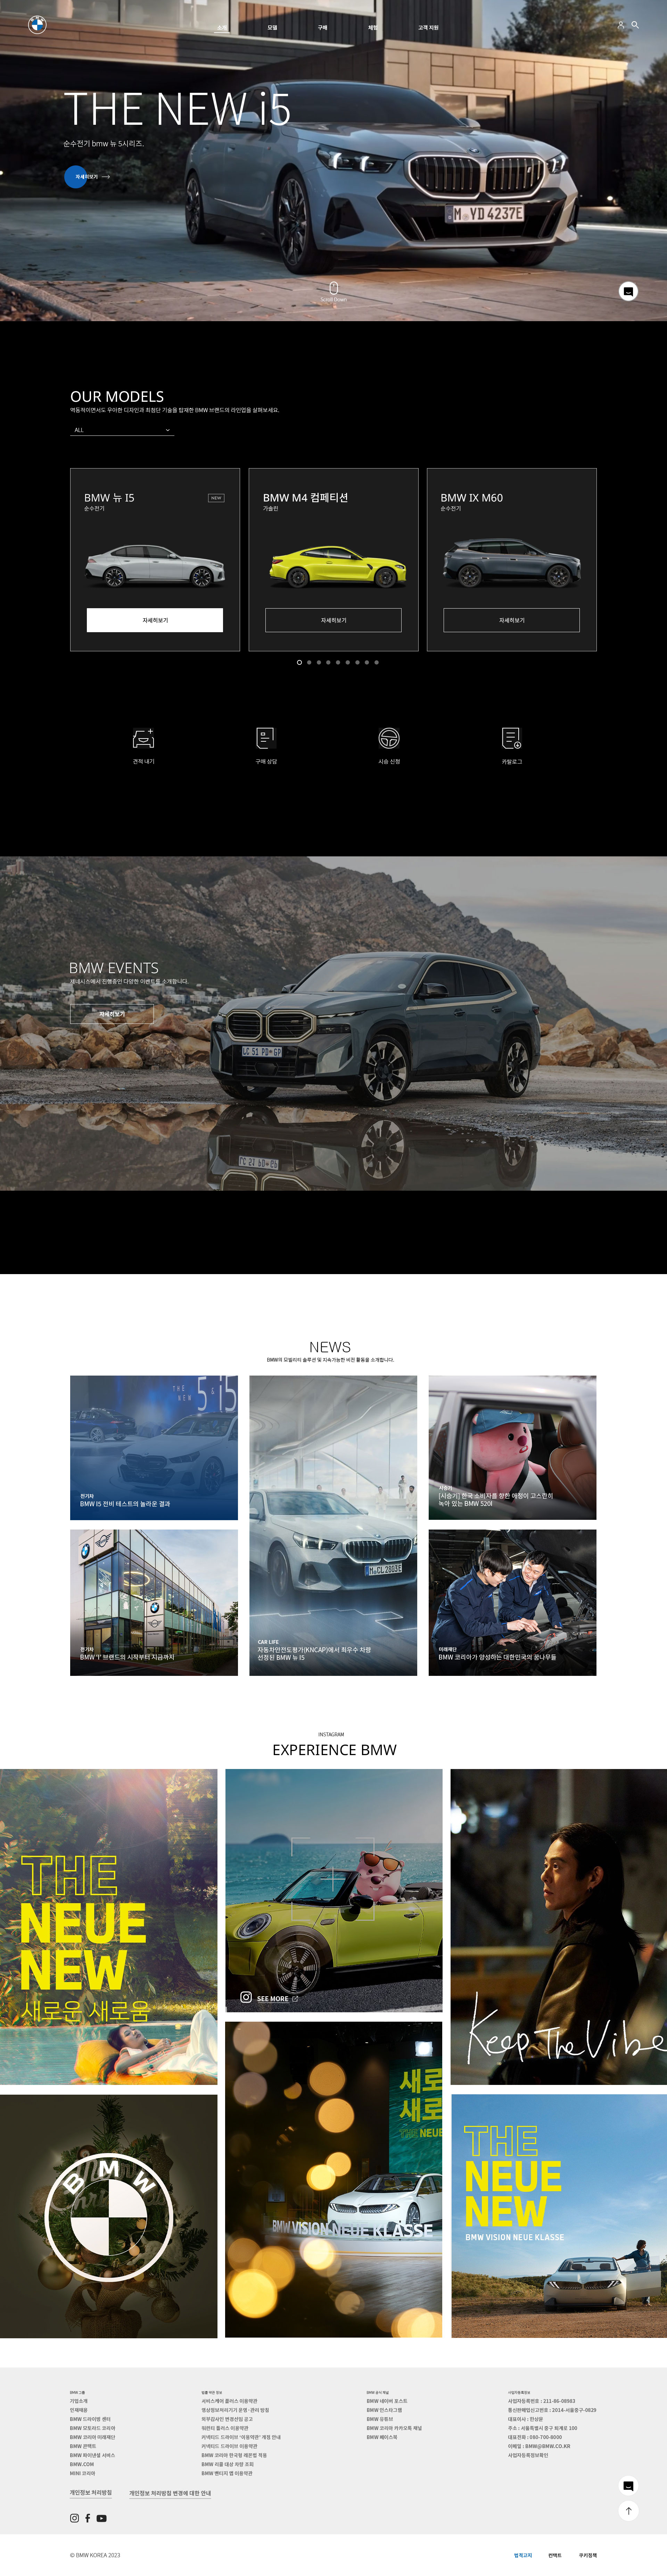 소개 모델 구매 체험 고객 지원
THE NEW i5
순수전기 bmw 뉴 5시리즈.
자세히보기
M YD 4237E
Scroll Down
OUR MODELS
역동적이면서도 우아한 디자인과 최첨단 기술을 탑재한 BMW 브랜드의 라인업을 살펴보세요.
ALL
BMW 뉴 I5
NEW
순수전기
자세히보기
BMW M4 컴페티션
가솔린
자세히보기
BMW IX M60
순수전기
자세히보기
견적 내기
구매 상담
시승 신청
카탈로그
BMW EVENTS
제네시스에서 진행중인 다양한 이벤트를 소개합니다.
자세히보기
NEWS
BMW의 모빌리티 솔루션 및 지속가능한 비전 활동을 소개합니다.
THE NEW
전기차
BMW I5 전비 테스트의 놀라운 결과
전기차
BMW 'I' 브랜드의 시작부터 지금까지
CAR LIFE
자동차안전도평가(KNCAP)에서 최우수 차량
선정된 BMW 뉴 I5
시승기
[시승기] 한국 소비자를 향한 애정이 고스란히
녹아 있는 BMW 520I
미래재단
BMW 코리아가 양성하는 대한민국의 꿈나무들
INSTAGRAM
EXPERIENCE BMW
THE
NEUE
NEW
새로운 새로움
SEE MORE
Keep The Vibe
BMW
새로
새로
THE NEUE
BMW VISION NEUE KLASSE
THE
NEUE
NEW
BMW VISION NEUE KLASSE
BMW 그룹
기업소개
인재채용
BMW 드라이빙 센터
BMW 모토라드 코리아
BMW 코리아 미래재단
BMW 콘택트
BMW 파이낸셜 서비스
BMW.COM
MINI 코리아
법률 약관 정보
서비스케어 플러스 이용약관
영상정보처리기기 운영·관리 방침
외부감사인 변경선임 공고
워런티 플러스 이용약관
커넥티드 드라이브 '이용약관' 개정 안내
커넥티드 드라이브 이용약관
BMW 코리아 한국형 레몬법 적용
BMW 리콜 대상 차량 조회
BMW 밴티지 앱 이용약관
BMW 공식 채널
BMW 네이버 포스트
BMW 인스타그램
BMW 유튜브
BMW 코리아 카카오톡 채널
BMW 페이스북
사업자등록정보
사업자등록번호 : 211-86-08983
통신판매업신고번호 : 2014-서울중구-0829
대표이사 : 한상윤
주소 : 서울특별시 중구 퇴계로 100
대표전화 : 080-700-8000
이메일 : BMW@BMW.CO.KR
사업자등록정보확인
개인정보 처리방침
개인정보 처리방침 변경에 대한 안내
© BMW KOREA 2023
법적고지 컨택트 쿠키정책